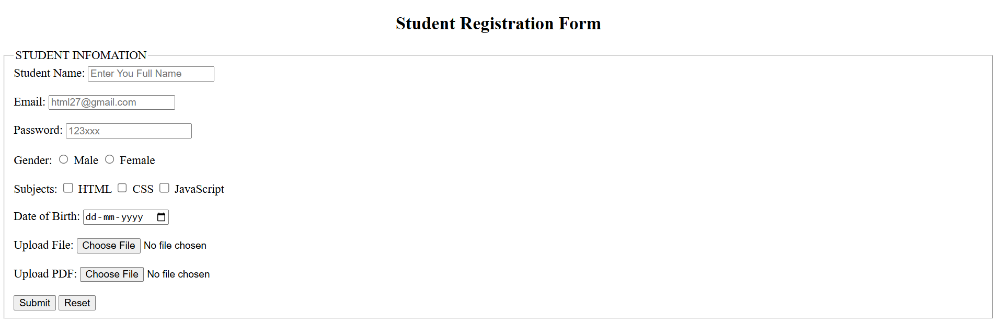 Student Registration Form
STUDENT INFOMATION
Student Name: Enter You Full Name
Email: html27@gmail.com
Password: 123xxx
Gender: Male Female
Subjects: HTML CSS JavaScript
Date of Birth: dd-mm-yyyy
Upload File: Choose File No file chosen
Upload PDF: Choose File No file chosen
Submit Reset